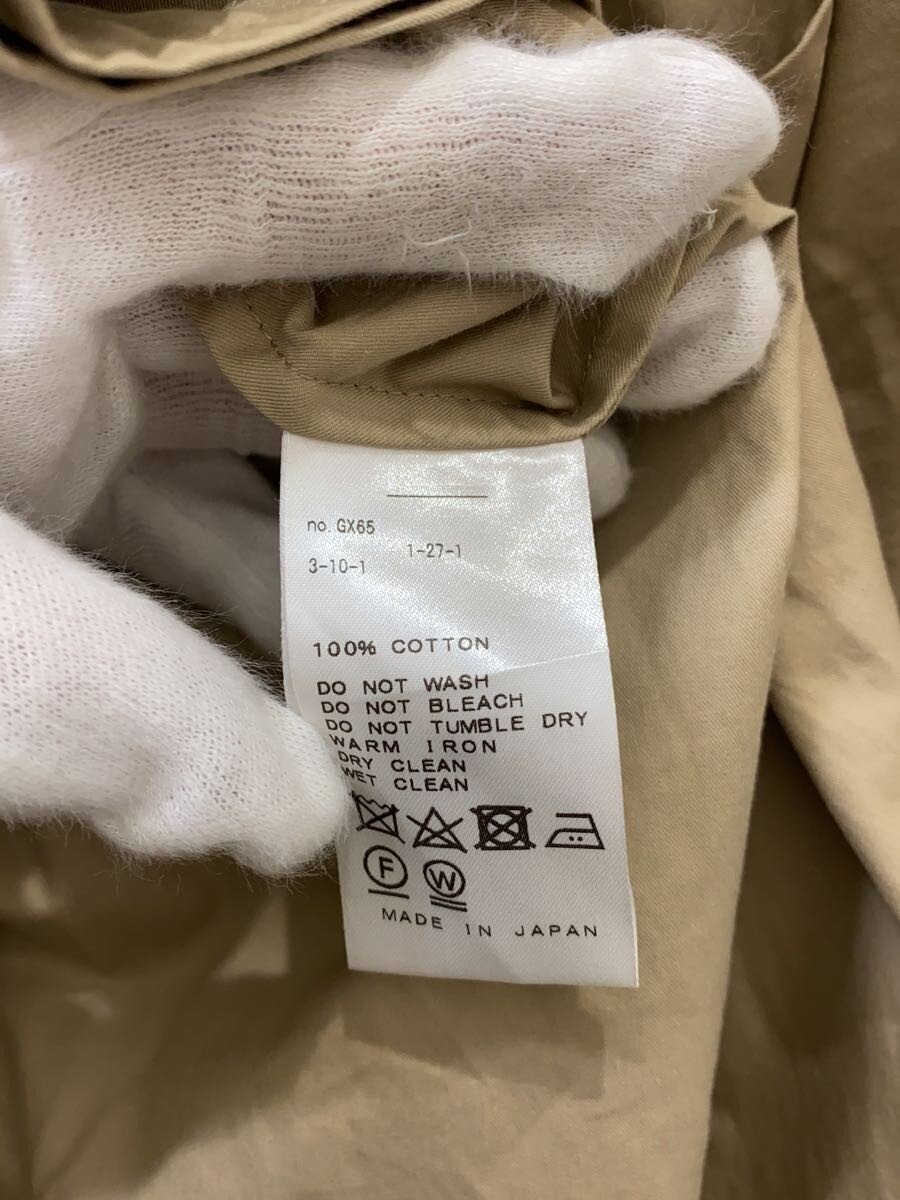 no. GX65
1-27-1
3-10-1
100% COTTON
DO NOT WASH
DO NOT BLEACH
DO NOT TUMBLE DRY
WARM IRON
DRY CLEAN
WET CLEAN
F W
MADE IN JAPAN